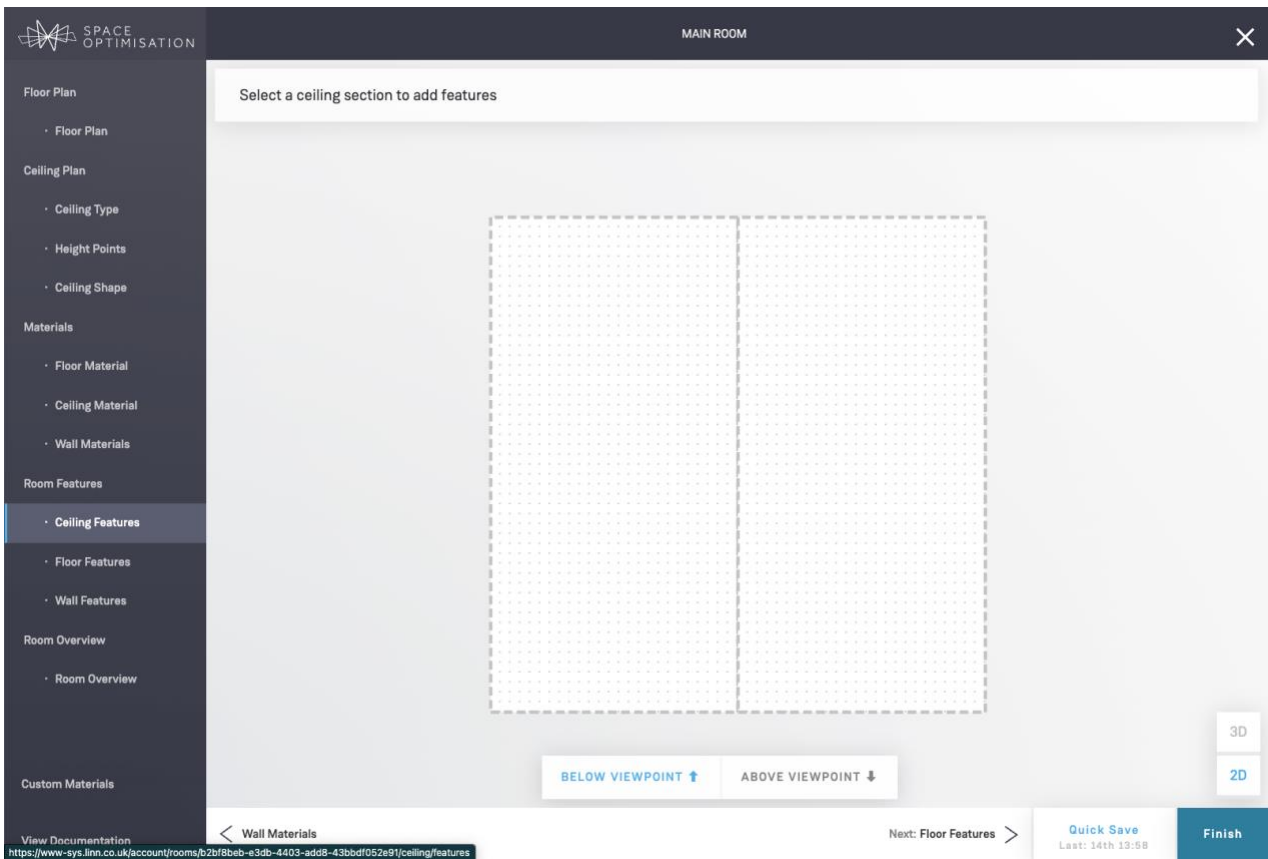 SPACE
OPTIMISATION
MAIN ROOM
Floor Plan
· Floor Plan
Ceiling Plan
· Ceiling Type
· Height Points
· Ceiling Shape
Materials
· Floor Material
· Ceiling Material
· Wall Materials
Room Features
· Ceiling Features
· Floor Features
· Wall Features
Room Overview
· Room Overview
Custom Materials
View Documentation
https://www-sys.linn.co.uk/account/rooms/b2bf8beb-e3db-4403-add8-43bbdf052e91/ceiling/features
Select a ceiling section to add features
3D
2D
BELOW VIEWPOINT ⬆
ABOVE VIEWPOINT ⬇
< Wall Materials
Next: Floor Features >
Quick Save
Last: 14th 13:58
Finish